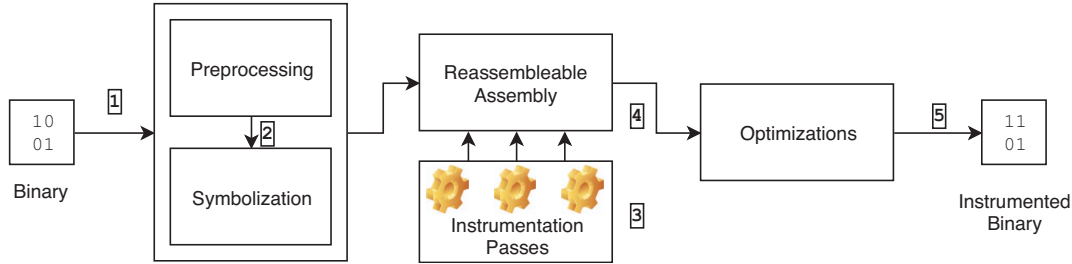 10
01
Binary
1
Preprocessing
2
Symbolization
Reassembleable
Assembly
Instrumentation
Passes
3
4
Optimizations
5
11
01
Instrumented
Binary